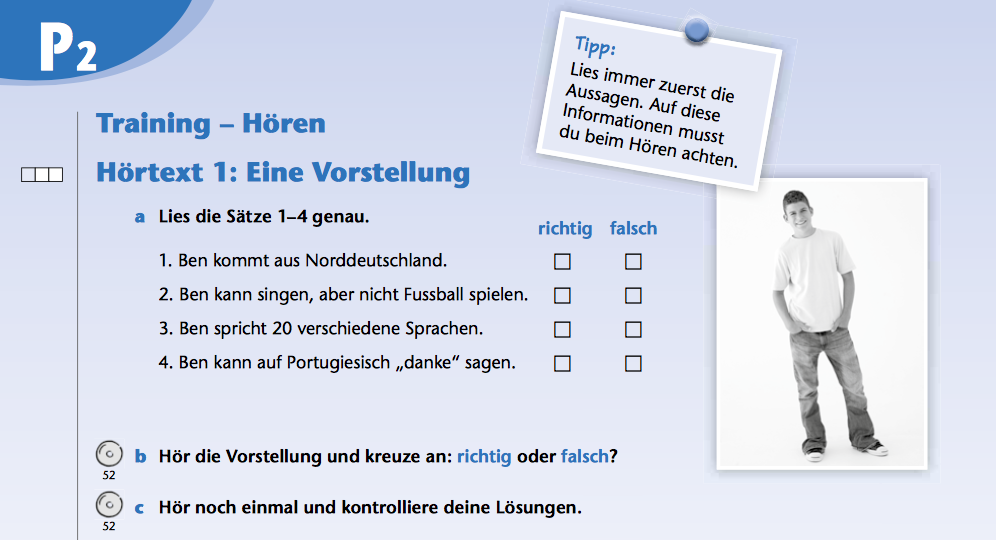 P2
Tipp:
Lies immer zuerst die
Aussagen. Auf diese
Informationen musst
du beim Hören achten.
Training – Hören
Hörtext 1: Eine Vorstellung
a Lies die Sätze 1–4 genau.
richtig falsch
1. Ben kommt aus Norddeutschland.
2. Ben kann singen, aber nicht Fussball spielen.
3. Ben spricht 20 verschiedene Sprachen.
4. Ben kann auf Portugiesisch „danke“ sagen.
b Hör die Vorstellung und kreuze an: richtig oder falsch?
52
c Hör noch einmal und kontrolliere deine Lösungen.
52